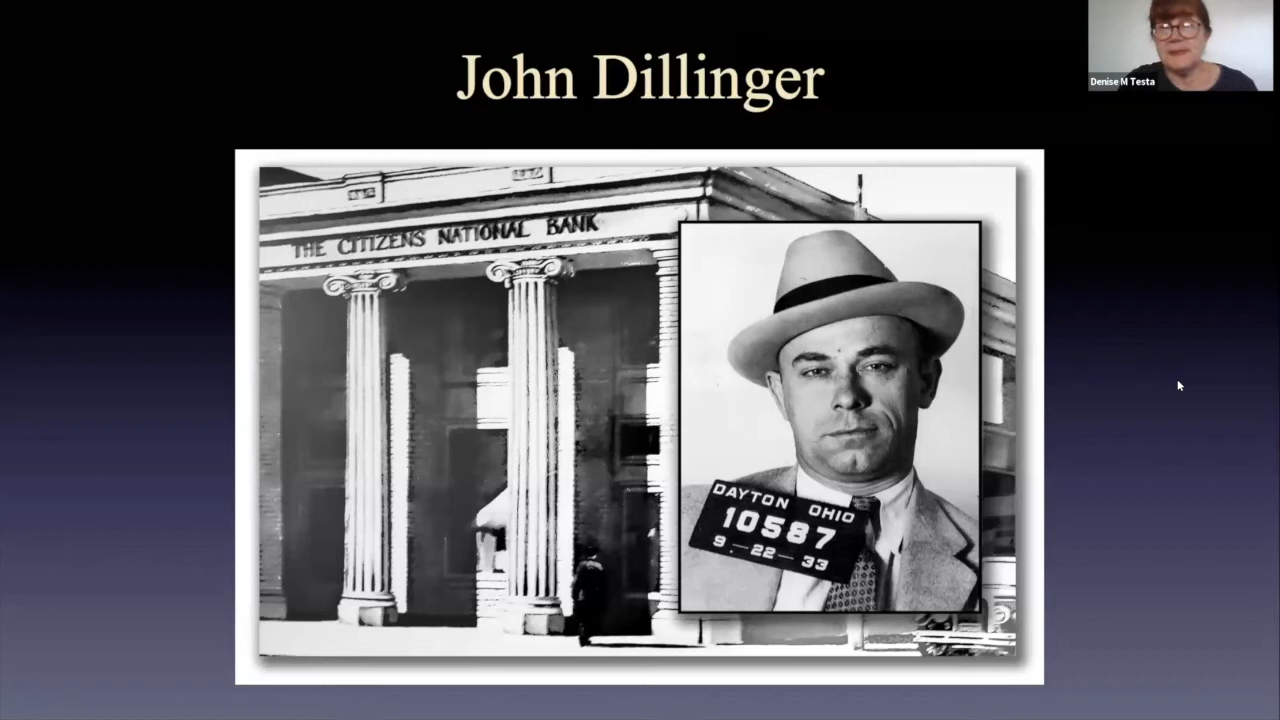 John Dillinger
Denise M Testa
THE CITIZENS NATIONAL BANK
DAYTON OHIO
10587
9-22-33